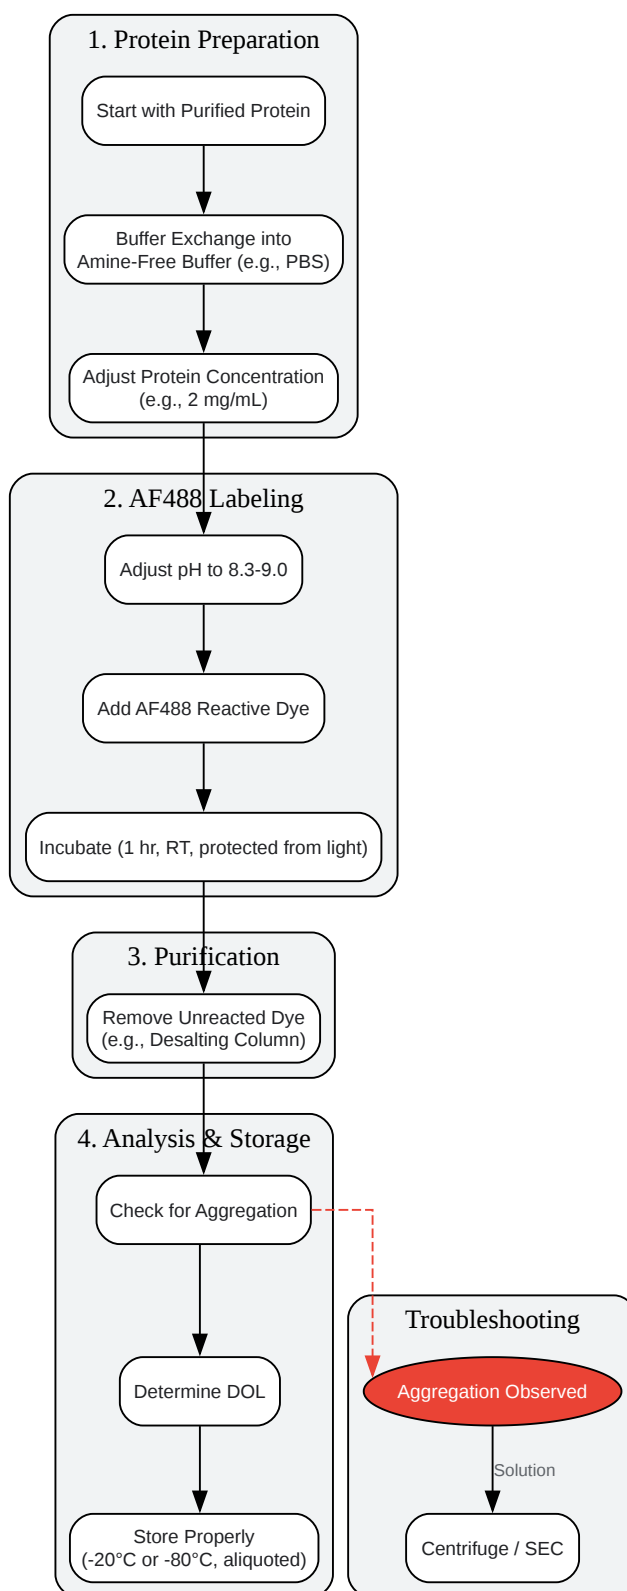 1. Protein Preparation
Start with Purified Protein
Buffer Exchange into
Amine-Free Buffer (e.g., PBS)
Adjust Protein Concentration
(e.g., 2 mg/mL)
2. AF488 Labeling
Adjust pH to 8.3-9.0
Add AF488 Reactive Dye
Incubate (1 hr, RT, protected from light)
3. Purification
Remove Unreacted Dye
(e.g., Desalting Column)
4. Analysis & Storage
Check for Aggregation
Determine DOL
Store Properly
(-20°C or -80°C, aliquoted)
Troubleshooting
Aggregation Observed
Solution
Centrifuge / SEC